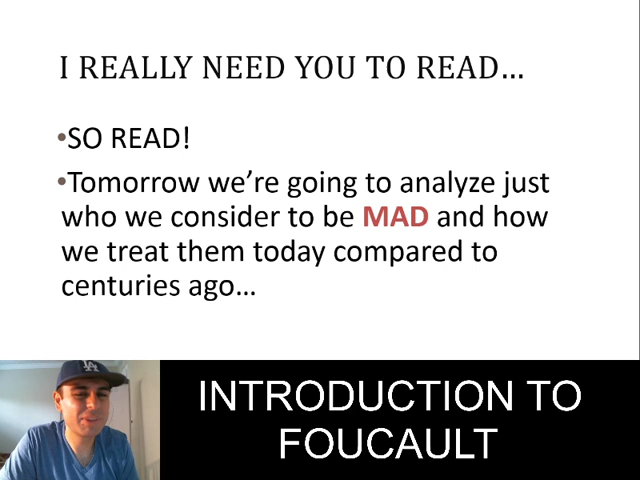 I REALLY NEED YOU TO READ…
•SO READ!
•Tomorrow we're going to analyze just
who we consider to be MAD and how
we treat them today compared to
centuries ago…
LA
INTRODUCTION TO
FOUCAULT